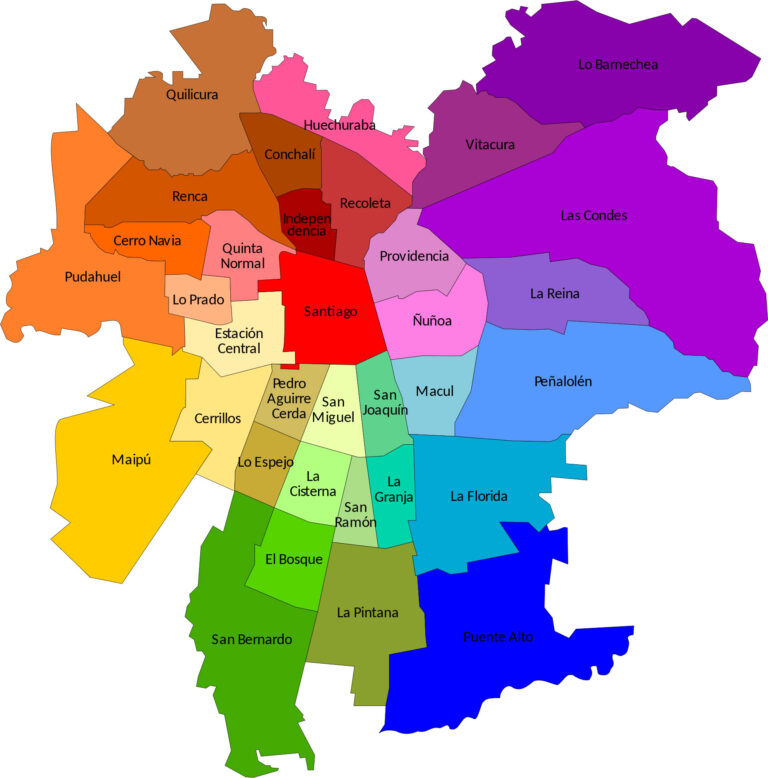 Lo Barnechea
Quilicura
Huechuraba
Vitacura
Conchalí
Renca
Recoleta
Indepen
dencia
Las Condes
Cerro Navia
Quinta
Normal
Providencia
Pudahuel
Lo Prado
La Reina
Santiago
Ñuñoa
Estación
Central
Peñalolén
Pedro
Aguirre
Cerda
San
Miguel
San
Joaquín
Macul
Cerrillos
Maipú
Lo Espejo
La
Cisterna
La
Granja
La Florida
San
Ramón
El Bosque
La Pintana
San Bernardo
Puente Alto